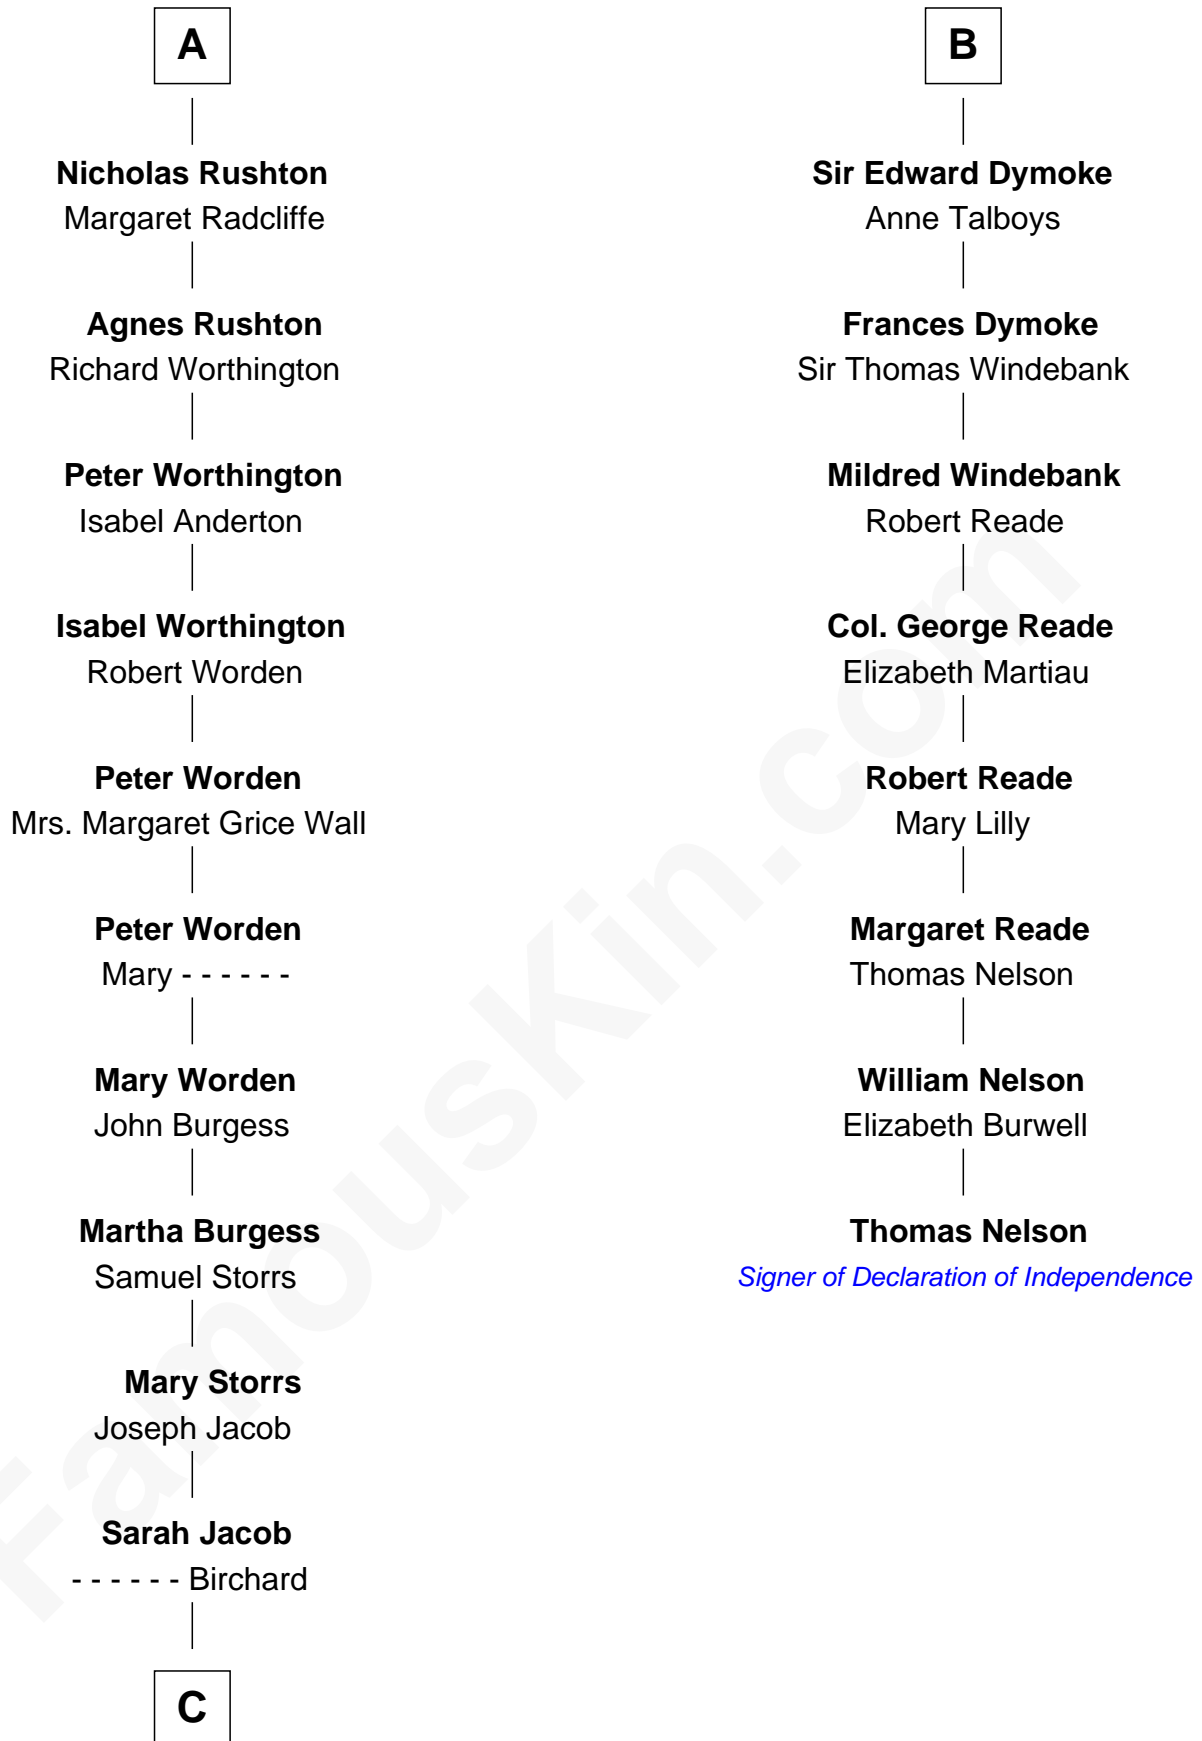 A
Nicholas Rushton
Margaret Radcliffe
Agnes Rushton
Richard Worthington
Peter Worthington
Isabel Anderton
Isabel Worthington
Robert Worden
Peter Worden
Mrs. Margaret Grice Wall
Peter Worden
Mary - - - - - -
Mary Worden
John Burgess
Martha Burgess
Samuel Storrs
Mary Storrs
Joseph Jacob
Sarah Jacob
- - - - - - Birchard
C
B
Sir Edward Dymoke
Anne Talboys
Frances Dymoke
Sir Thomas Windebank
Mildred Windebank
Robert Reade
Col. George Reade
Elizabeth Martiau
Robert Reade
Mary Lilly
Margaret Reade
Thomas Nelson
William Nelson
Elizabeth Burwell
Thomas Nelson
Signer of Declaration of Independence
FamousKin.com